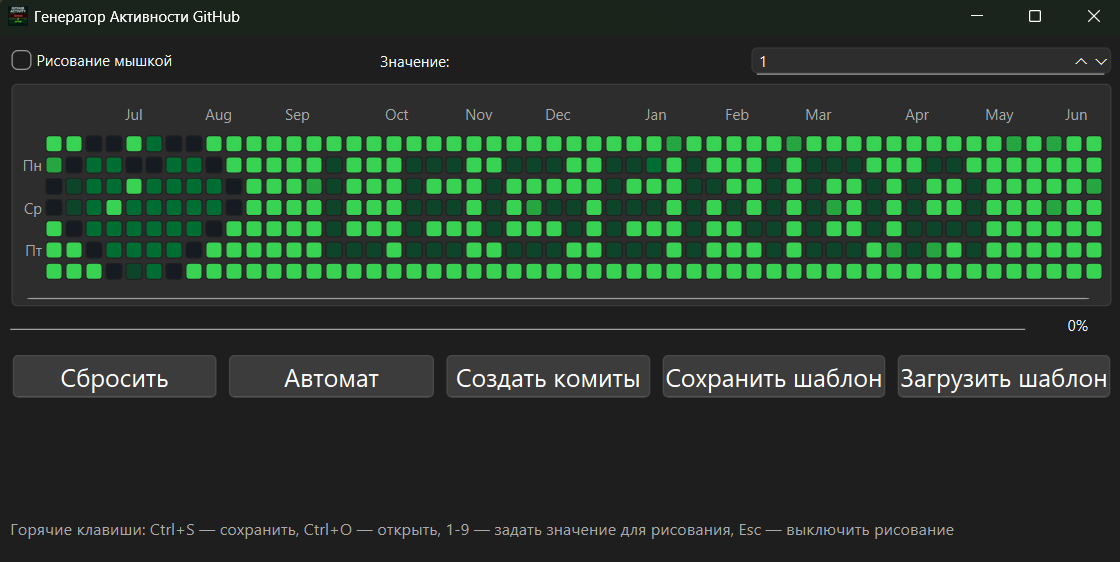 Генератор Активности GitHub
Рисование мышкой
Значение:
1
Jul Aug Sep Oct Nov Dec Jan Feb Mar Apr May Jun
Пн
Ср
Пт
0%
Сбросить Автомат Создать комиты Сохранить шаблон Загрузить шаблон
Горячие клавиши: Ctrl+S — сохранить, Ctrl+O — открыть, 1-9 — задать значение для рисования, Esc — выключить рисование